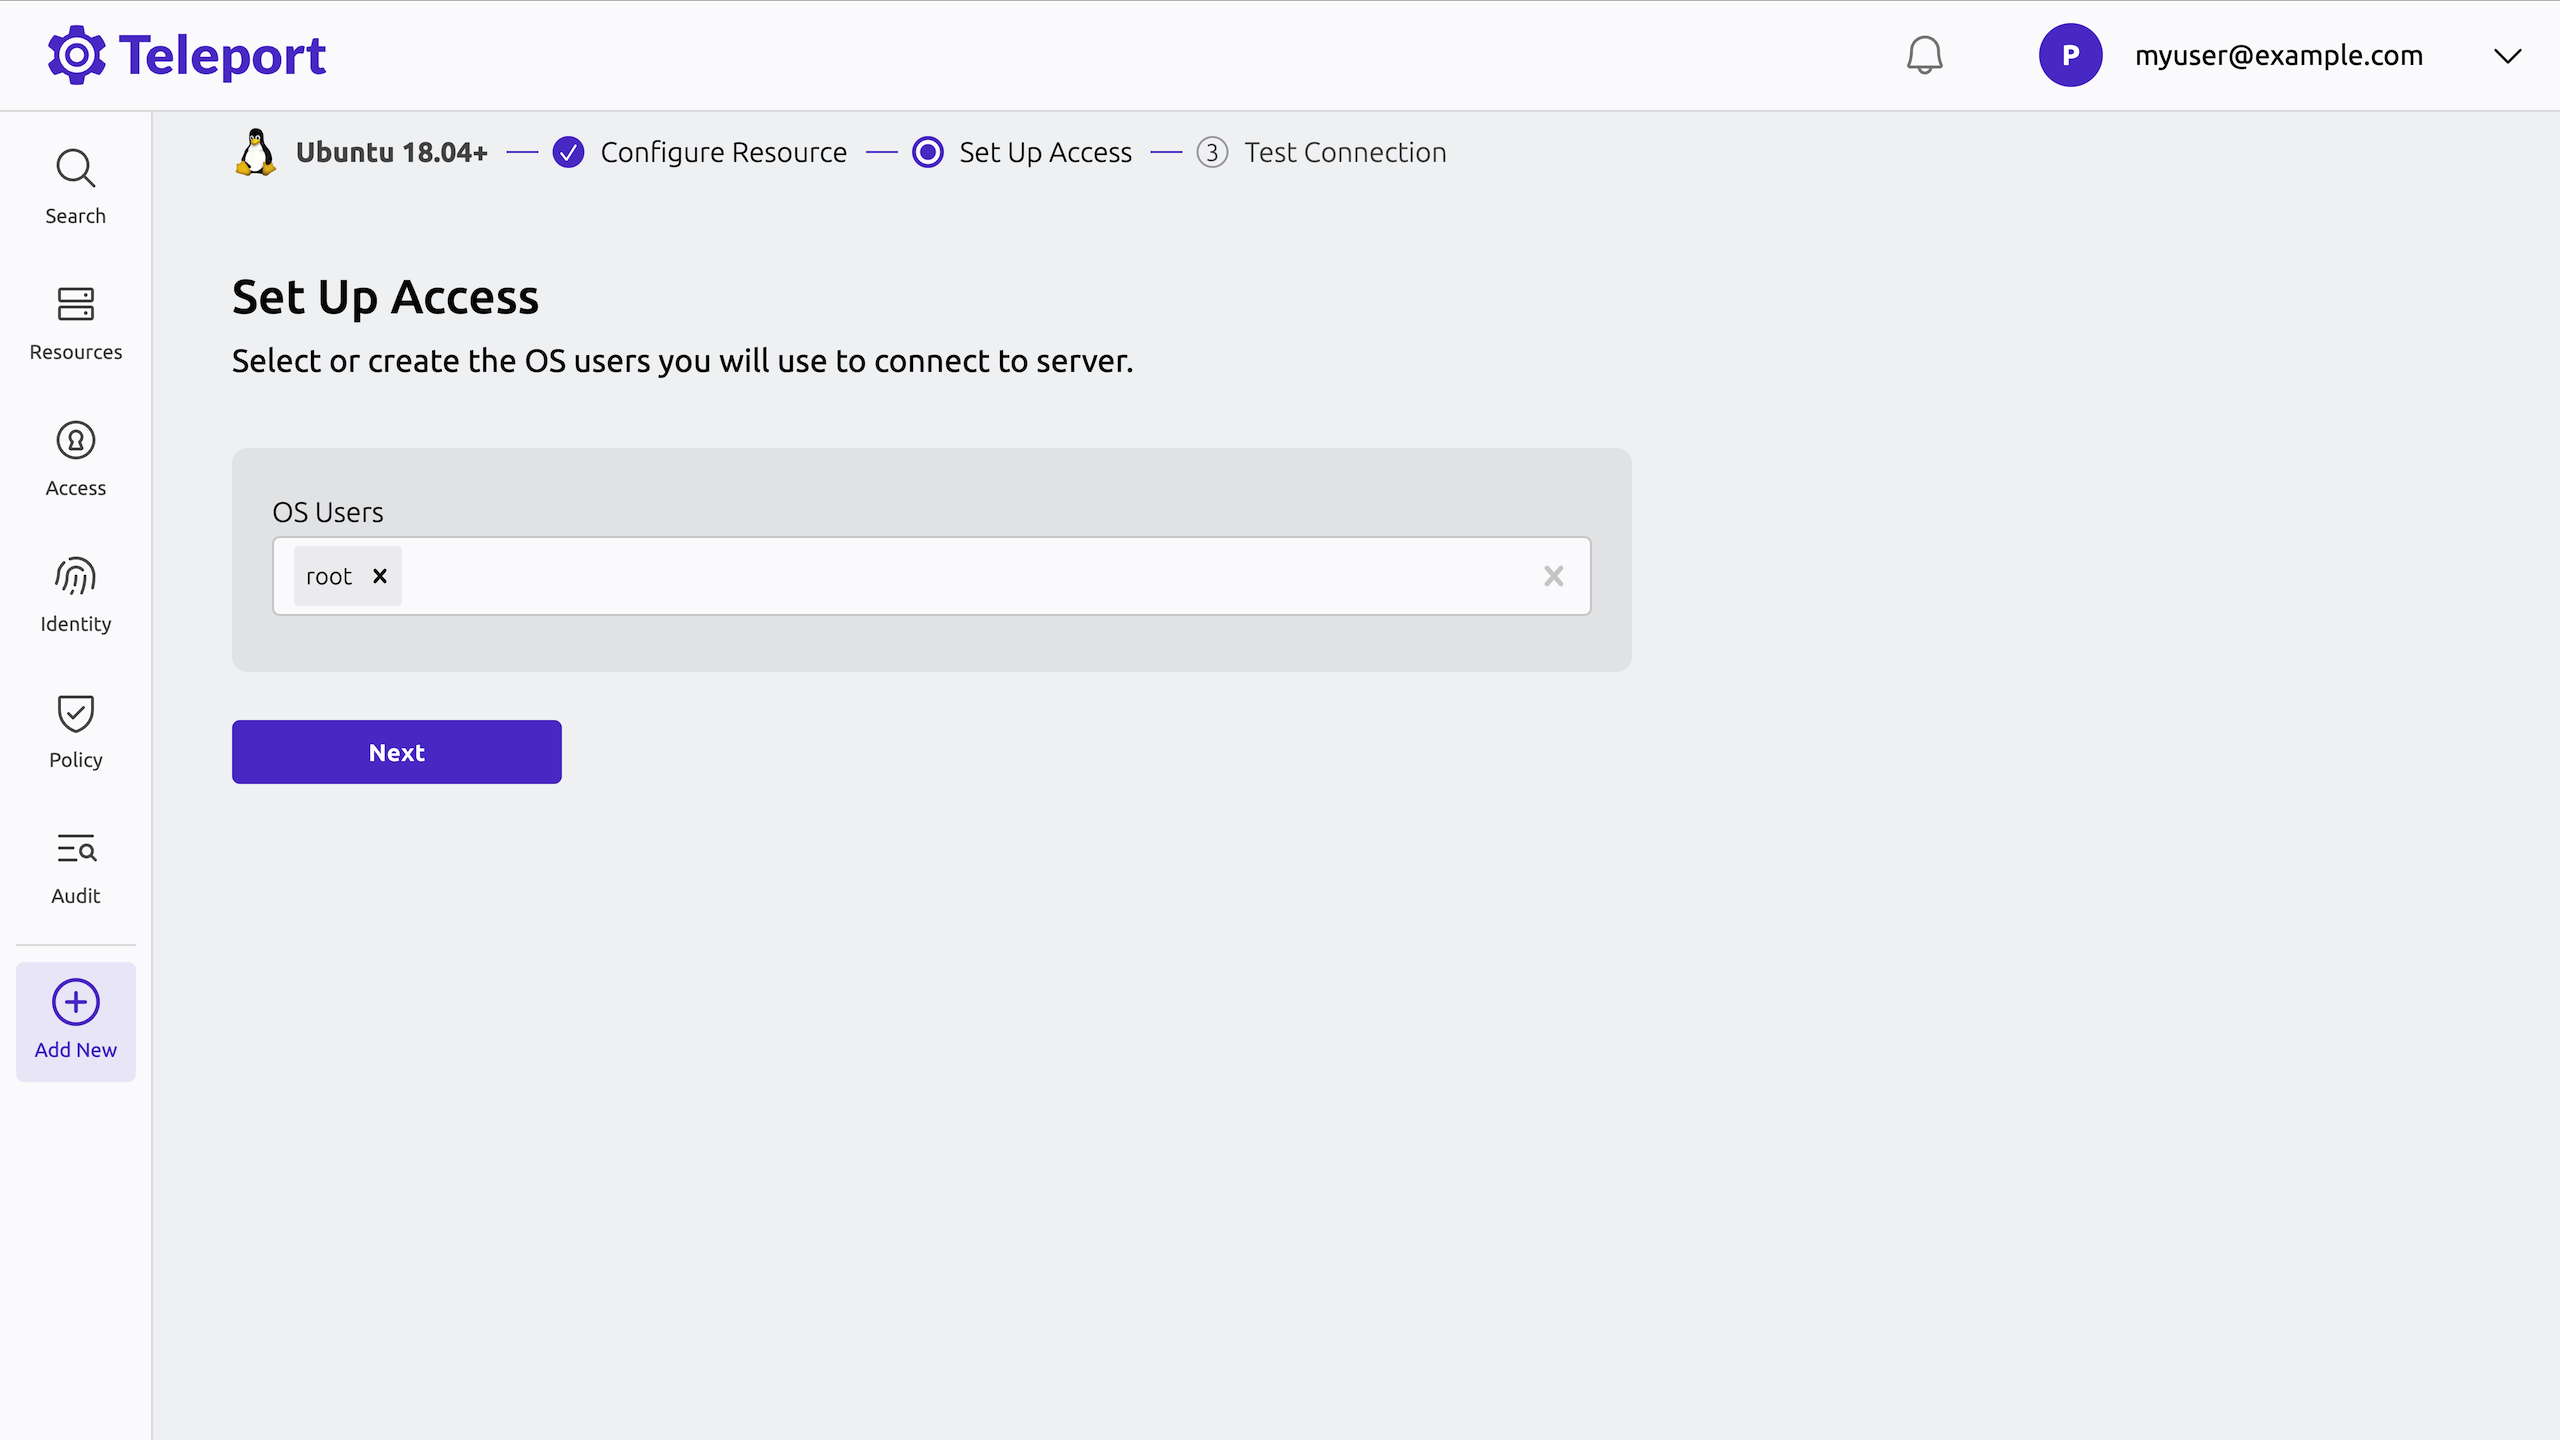 Teleport
P
myuser@example.com
Ubuntu 18.04+
Configure Resource
Set Up Access
3
Test Connection
Search
Resources
Access
Identity
Policy
Audit
Add New
Set Up Access
Select or create the OS users you will use to connect to server.
OS Users
root
Next